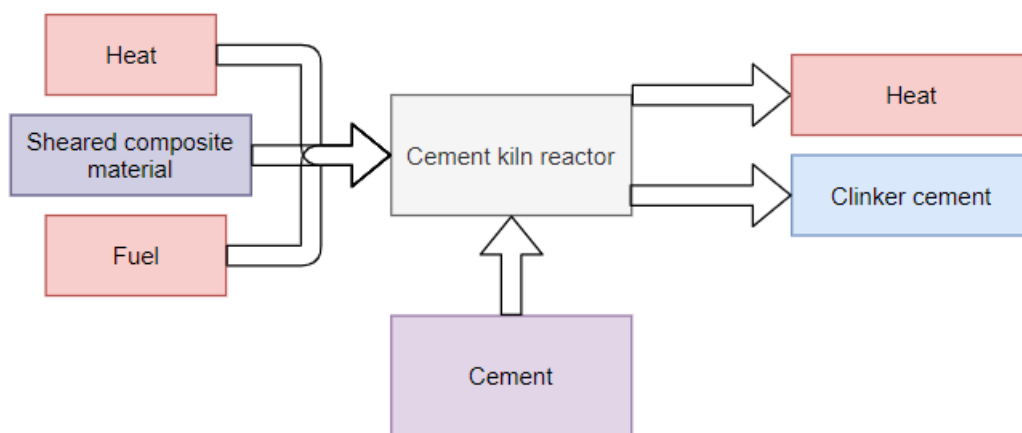 Heat
Sheared composite
material
Fuel
Cement kiln reactor
Cement
Heat
Clinker cement